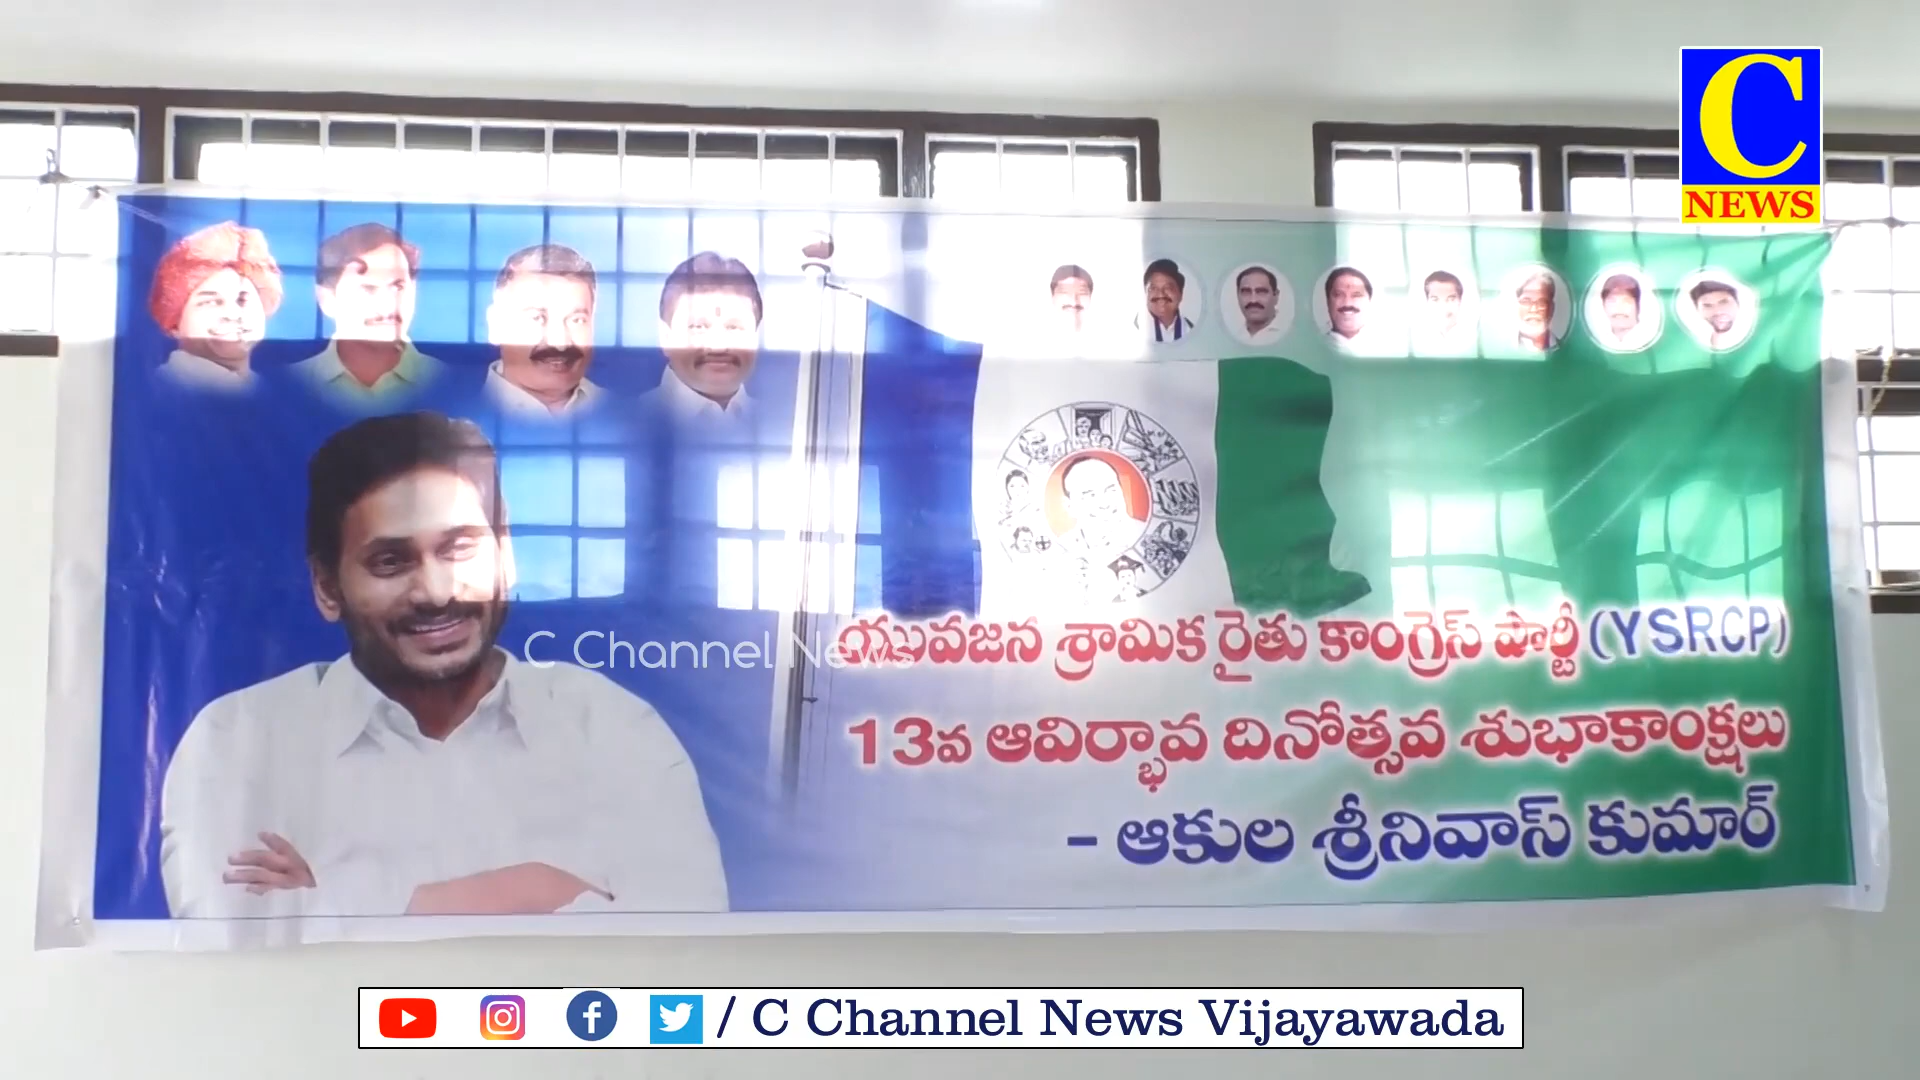 C
NEWS
యువజన శ్రామిక రైతు కాంగ్రెస్ పార్టీ (YSRCP)
C Channel News
13వ ఆవిర్భావ దినోత్సవ శుభాకాంక్షలు
- ఆకుల శ్రీనివాస్ కుమార్
/ C Channel News Vijayawada